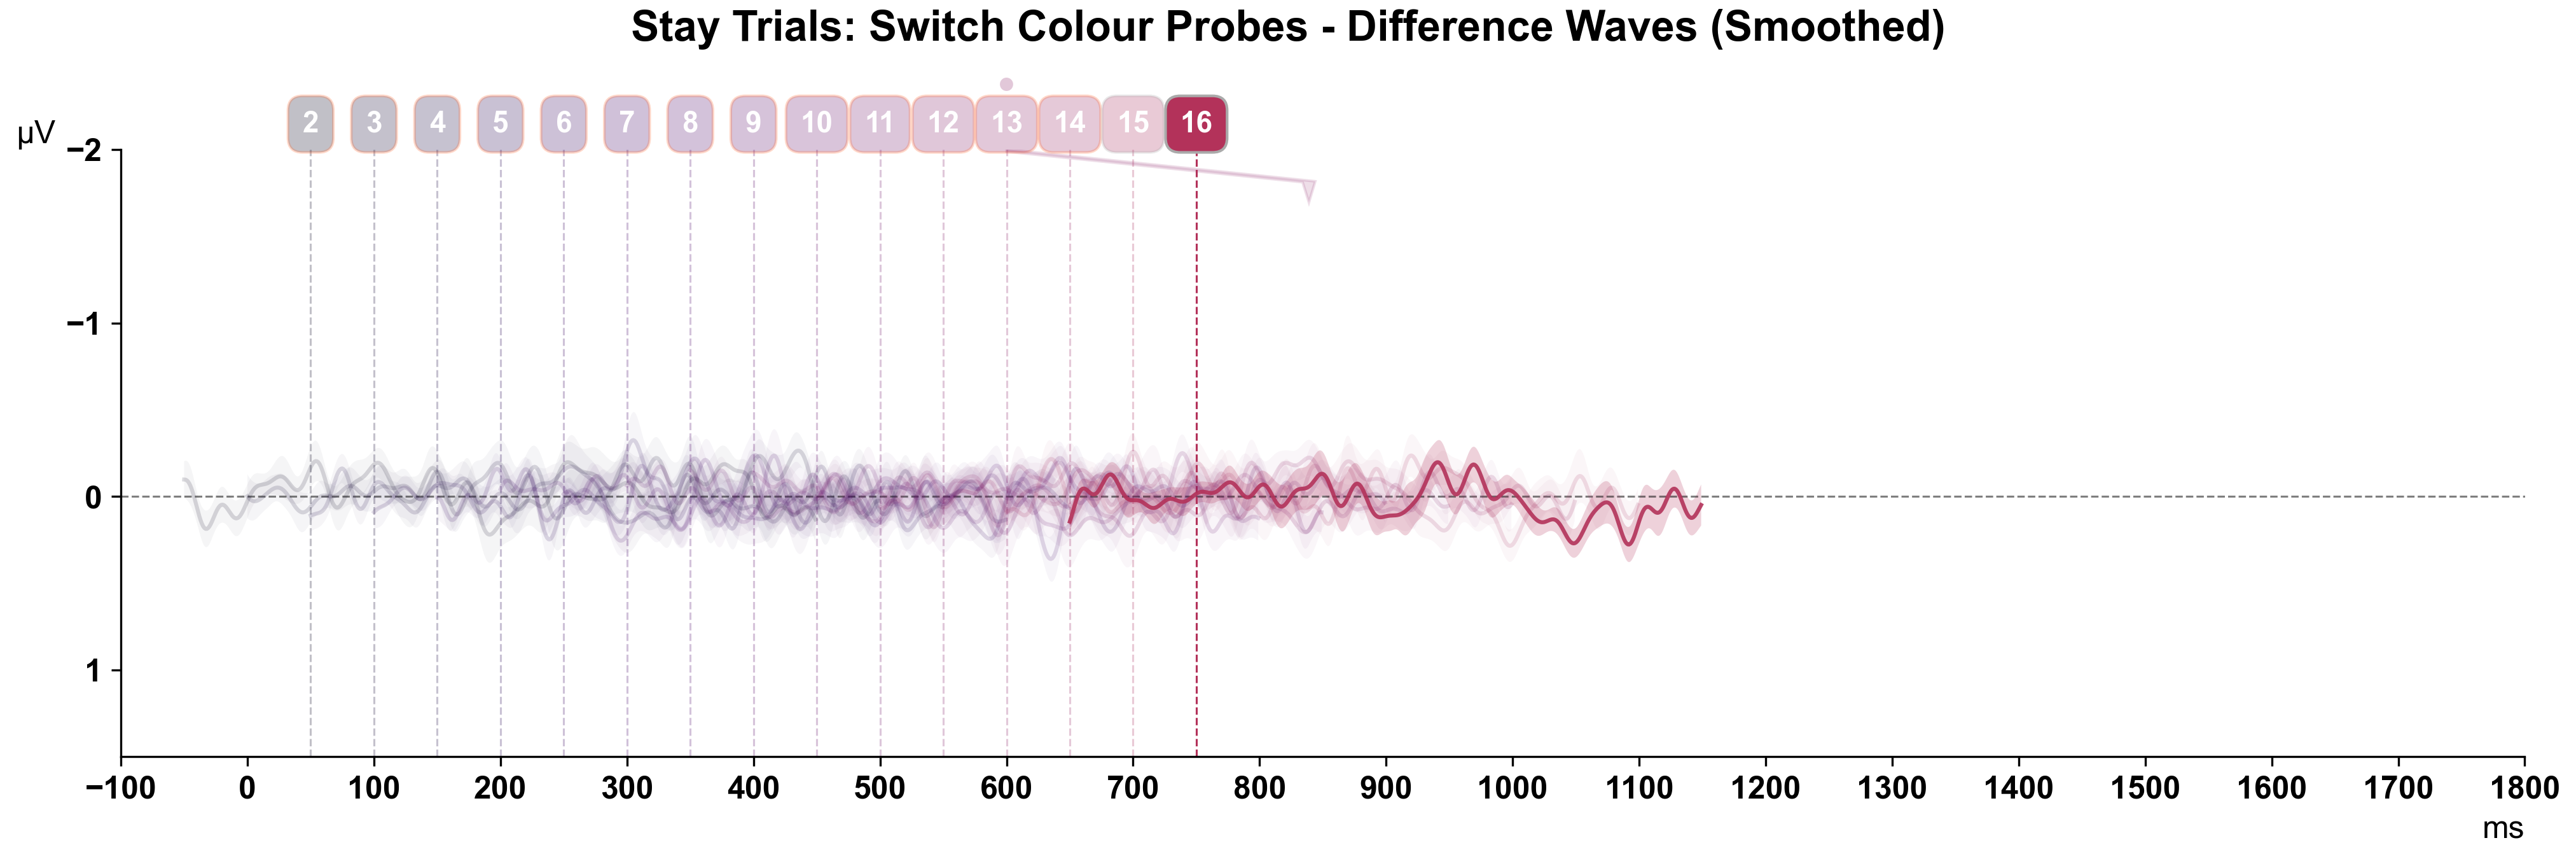 Stay Trials: Switch Colour Probes - Difference Waves (Smoothed)
2 3 4 5 6 7 8 9 10 11 12 13 14 15 16
µV
−2
−1
0
1
−100 0 100 200 300 400 500 600 700 800 900 1000 1100 1200 1300 1400 1500 1600 1700 1800
ms